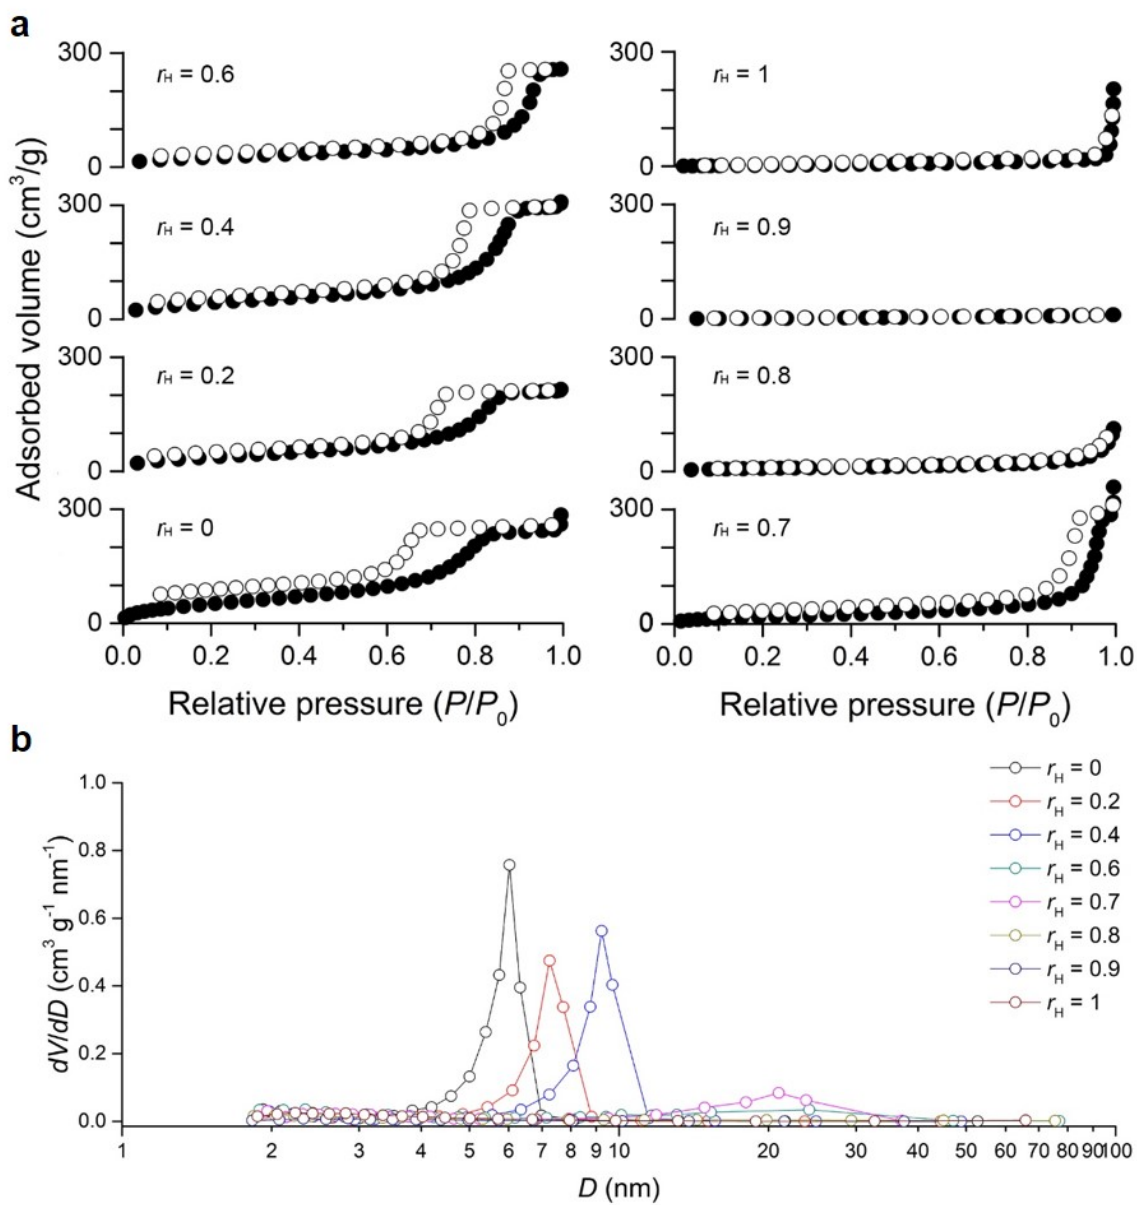 a
Adsorbed volume (cm³/g)
300
rH = 0.6
0
300
rH = 0.4
0
300
rH = 0.2
0
300
rH = 0
0
0.0 0.2 0.4 0.6 0.8 1.0
Relative pressure (P/P₀)
300
rH = 1
0
300
rH = 0.9
0
300
rH = 0.8
0
300
rH = 0.7
0
0.0 0.2 0.4 0.6 0.8 1.0
Relative pressure (P/P₀)
b
dV/dD (cm³ g⁻¹ nm⁻¹)
1.0
0.8
0.6
0.4
0.2
0.0
1 2 3 4 5 6 7 8 9 10 20 30 40 50 60 70 80 90 100
D (nm)
rH = 0
rH = 0.2
rH = 0.4
rH = 0.6
rH = 0.7
rH = 0.8
rH = 0.9
rH = 1